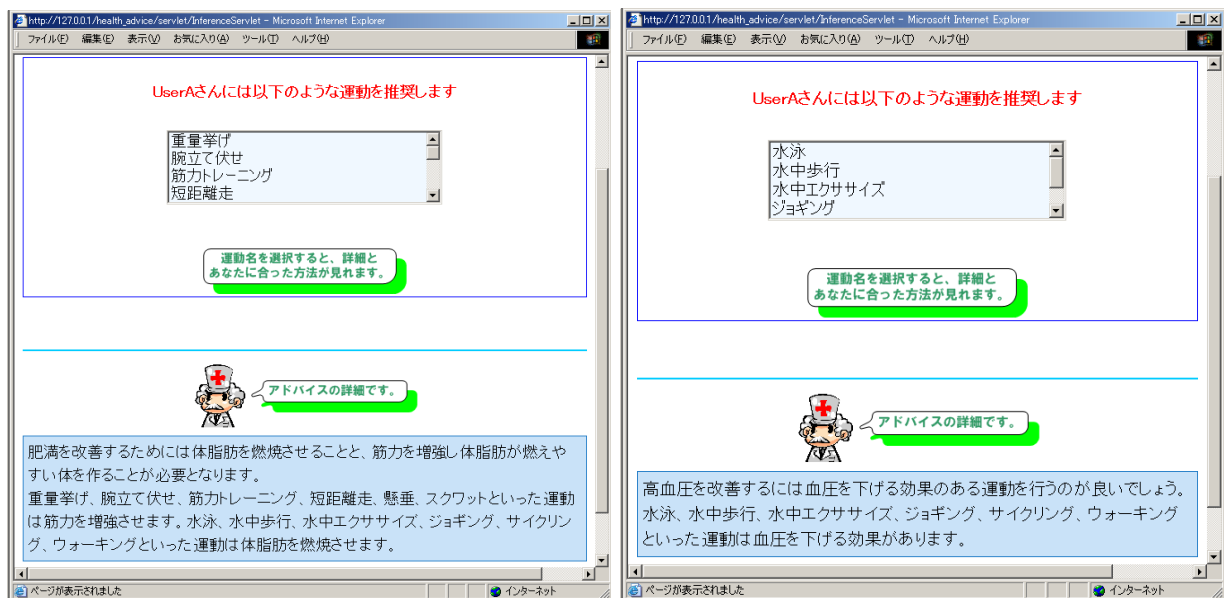 http://127.0.0.1/health_advice/servlet/InferenceServlet - Microsoft Internet Explorer
ファイル(F) 編集(E) 表示(V) お気に入り(A) ツール(T) ヘルプ(H)
UserAさんには以下のような運動を推奨します
重量挙げ
腕立て伏せ
筋力トレーニング
短距離走
運動名を選択すると、詳細と
あなたに合った方法が見れます。
アドバイスの詳細です。
肥満を改善するためには体脂肪を燃焼させることと、筋力を増強し体脂肪が燃えや
すい体を作ることが必要となります。
重量挙げ、腕立て伏せ、筋力トレーニング、短距離走、懸垂、スクワットといった運動
は筋力を増強させます。水泳、水中歩行、水中エクササイズ、ジョギング、サイクリン
グ、ウォーキングといった運動は体脂肪を燃焼させます。
ページが表示されました インターネット
http://127.0.0.1/health_advice/servlet/InferenceServlet - Microsoft Internet Explorer
ファイル(F) 編集(E) 表示(V) お気に入り(A) ツール(T) ヘルプ(H)
UserAさんには以下のような運動を推奨します
水泳
水中歩行
水中エクササイズ
ジョギング
運動名を選択すると、詳細と
あなたに合った方法が見れます。
アドバイスの詳細です。
高血圧を改善するには血圧を下げる効果のある運動を行うのが良いでしょう。
水泳、水中歩行、水中エクササイズ、ジョギング、サイクリング、ウォーキング
といった運動は血圧を下げる効果があります。
ページが表示されました インターネット